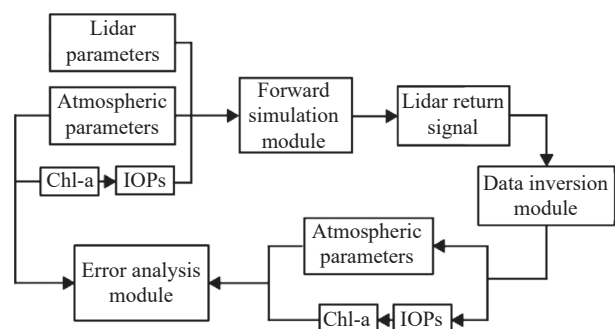 Lidar
parameters
Atmospheric
parameters
Chl-a
IOPs
Forward
simulation
module
Lidar return
signal
Data inversion
module
Atmospheric
parameters
Chl-a
IOPs
Error analysis
module